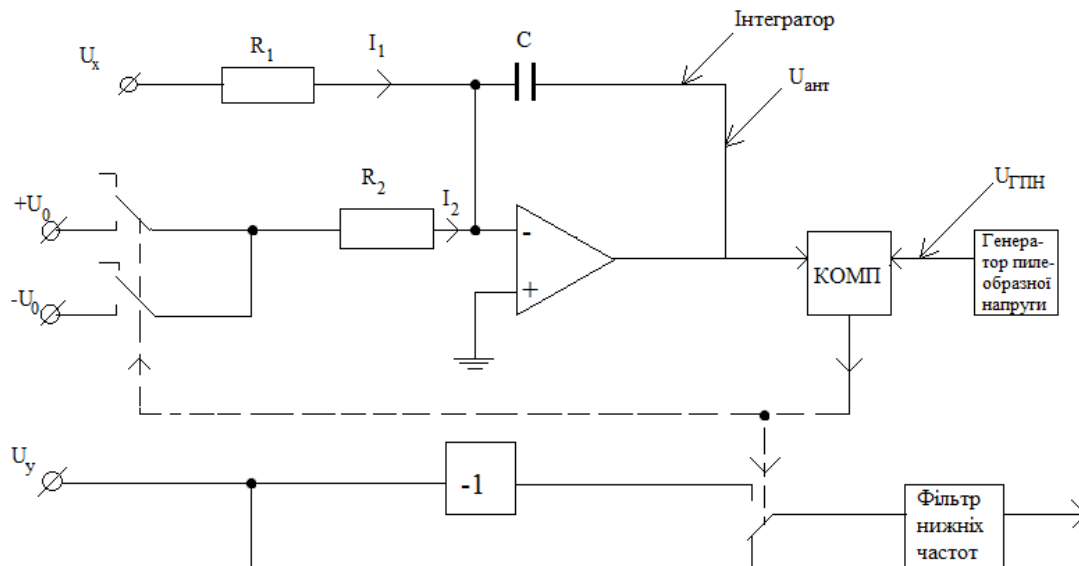 Інтегратор
C
R1
I1
Ux
Uант
R2
I2
UГПН
+U0
-
Генера-
тор пиле-
образної
напруги
КОМП
+
-U0
Uy
-1
Фільтр
нижніх
частот